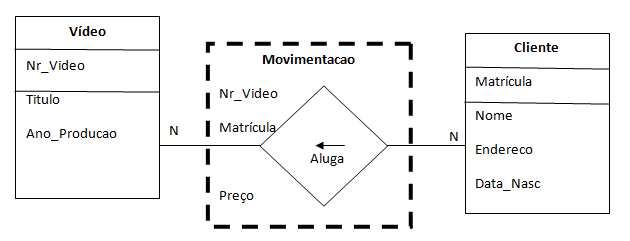 Vídeo
Nr_Video
Titulo
Ano_Producao
N
Movimentacao
Nr_Video
Matrícula
Aluga
Preço
N
Cliente
Matrícula
Nome
Endereco
Data_Nasc